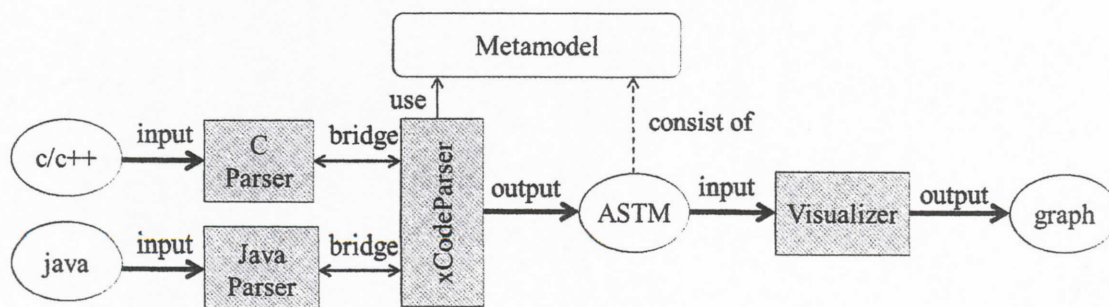 Metamodel
use
consist of
input
bridge
c/c++
C
Parser
xCodeParser
output
ASTM
input
Visualizer
output
graph
input
bridge
java
Java
Parser